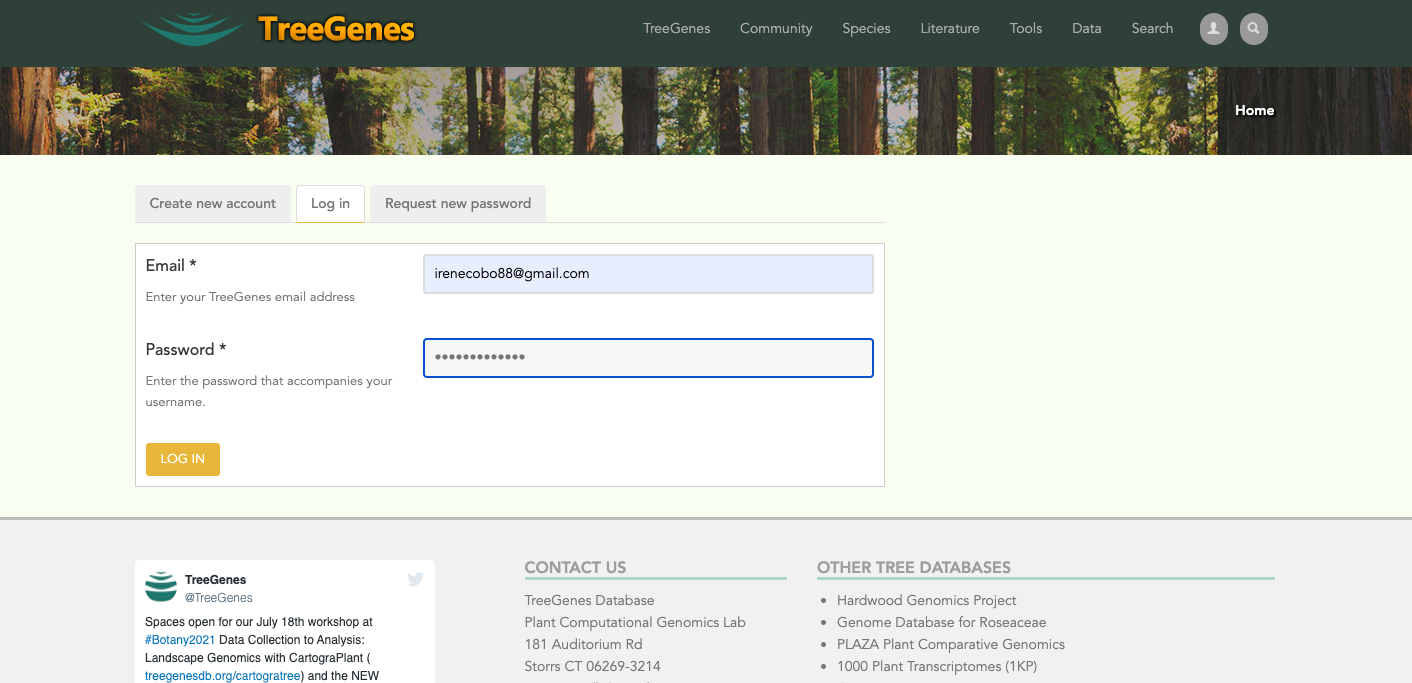 TreeGenes
TreeGenes Community Species Literature Tools Data Search
Home
Create new account Log in Request new password
Email *
irenecobo88@gmail.com
Enter your TreeGenes email address
Password *
•••••••••••••
Enter the password that accompanies your
username.
LOG IN
TreeGenes
@TreeGenes
Spaces open for our July 18th workshop at
#Botany2021 Data Collection to Analysis:
Landscape Genomics with CartograPlant (
treegenesdb.org/cartogratree) and the NEW
CONTACT US
TreeGenes Database
Plant Computational Genomics Lab
181 Auditorium Rd
Storrs CT 06269-3214
OTHER TREE DATABASES
Hardwood Genomics Project
Genome Database for Roseaceae
PLAZA Plant Comparative Genomics
1000 Plant Transcriptomes (1KP)